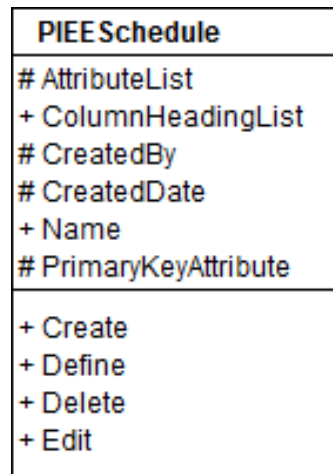 PIEESchedule
# AttributeList
+ ColumnHeadingList
# CreatedBy
# CreatedDate
+ Name
# PrimaryKeyAttribute
+ Create
+ Define
+ Delete
+ Edit